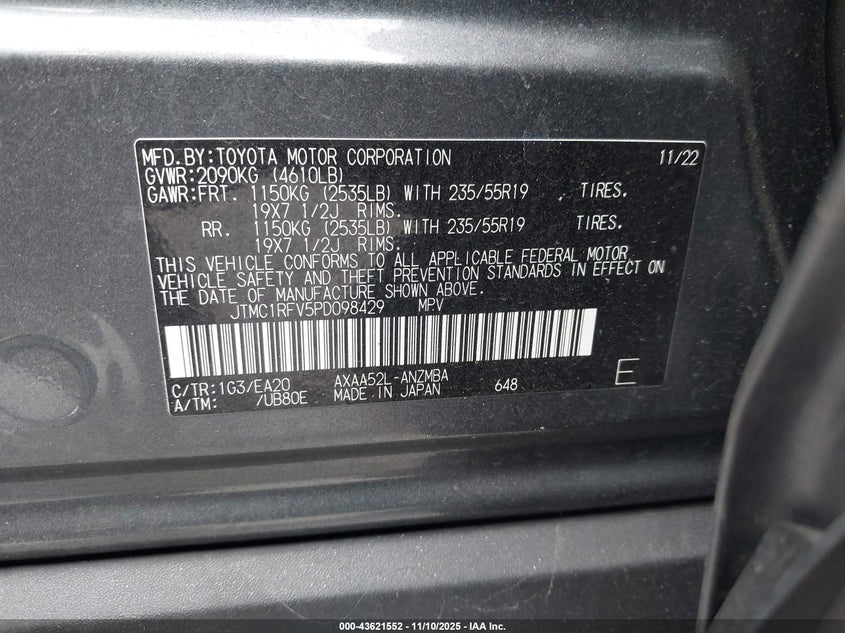 MFD.BY:TOYOTA MOTOR CORPORATION 11/22
GVWR:2090KG (4610LB)
GAWR:FRT. 1150KG (2535LB) WITH 235/55R19 . TIRES.
19X7 1/2J RIMS.
RR. 1150KG (2535LB) WITH 235/55R19 TIRES.
19X7 1/2J RIMS.
THIS VEHICLE CONFORMS TO ALL APPLICABLE FEDERAL MOTOR
VEHICLE SAFETY AND THEFT PREVENTION STANDARDS IN EFFECT ON
THE DATE OF MANUFACTURE SHOWN ABOVE.
JTMC1RFV5PD098429 MPV
C/TR:1G3/EA20 AXAA52L-ANZMBA 648 E
A/TM: /UB80E MADE IN JAPAN
000-43621552 — 11/10/2025 — IAA Inc.